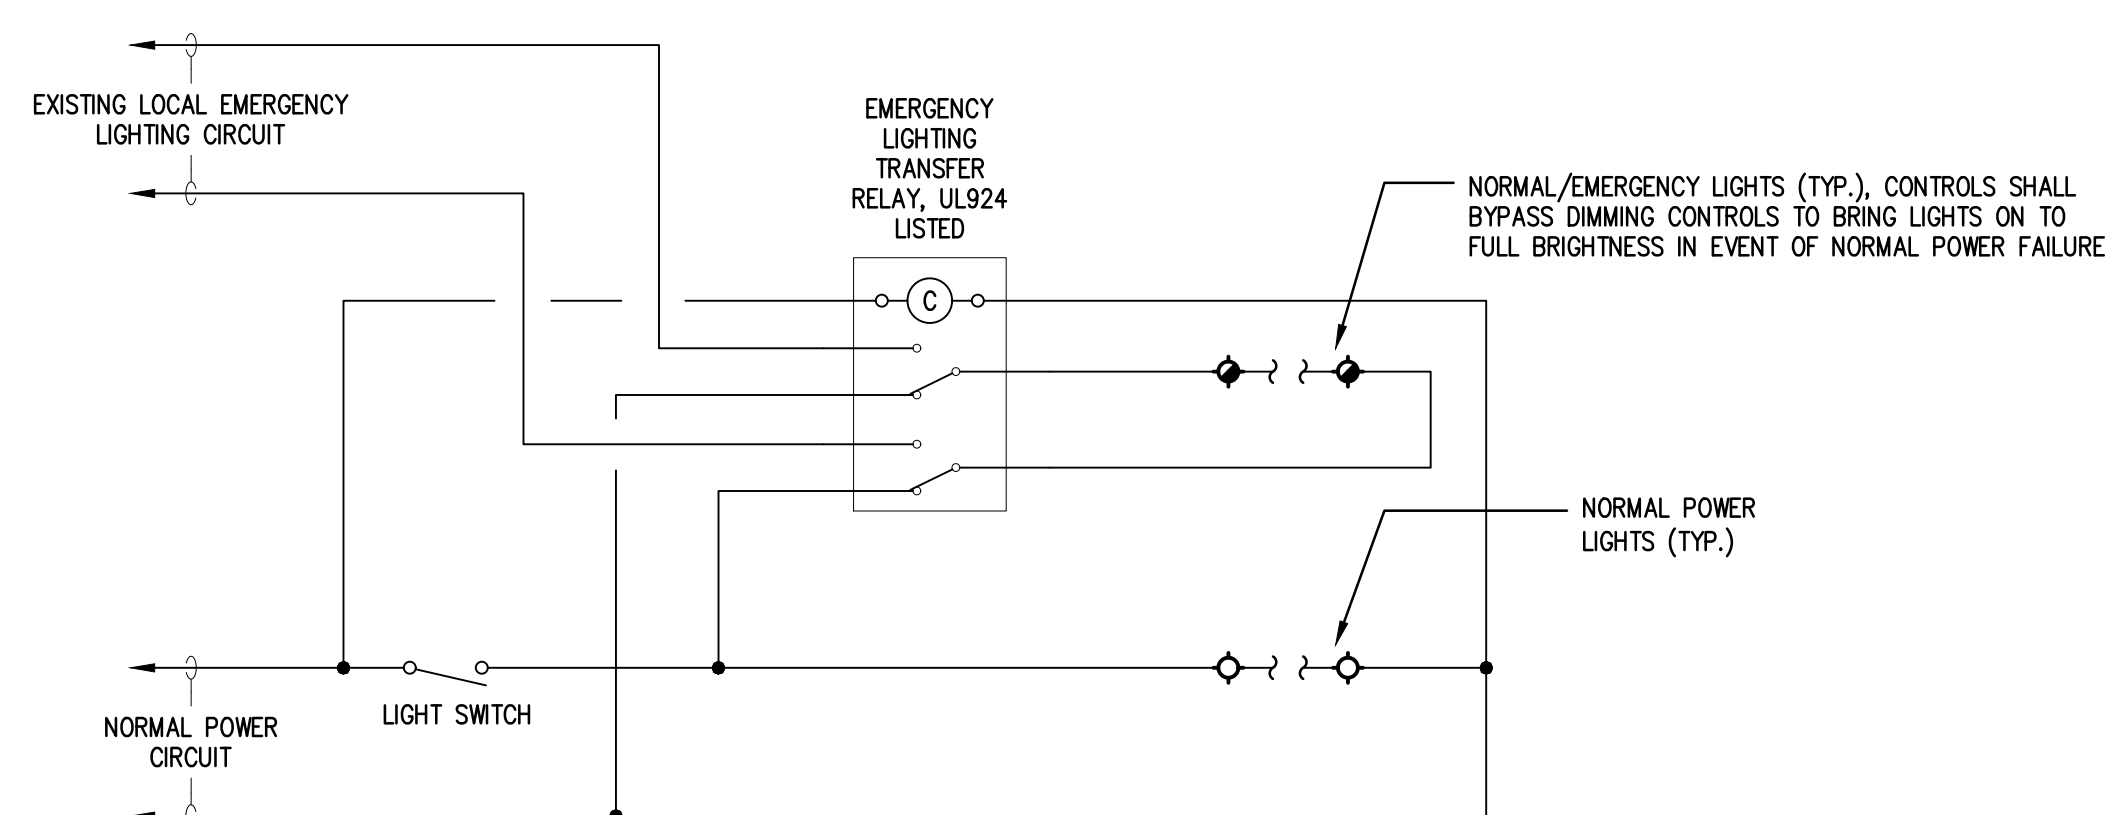 EXISTING LOCAL EMERGENCY
LIGHTING CIRCUIT
EMERGENCY
LIGHTING
TRANSFER
RELAY, UL924
LISTED
C
NORMAL/EMERGENCY LIGHTS (TYP.), CONTROLS SHALL
BYPASS DIMMING CONTROLS TO BRING LIGHTS ON TO
FULL BRIGHTNESS IN EVENT OF NORMAL POWER FAILURE
NORMAL POWER
LIGHTS (TYP.)
LIGHT SWITCH
NORMAL POWER
CIRCUIT